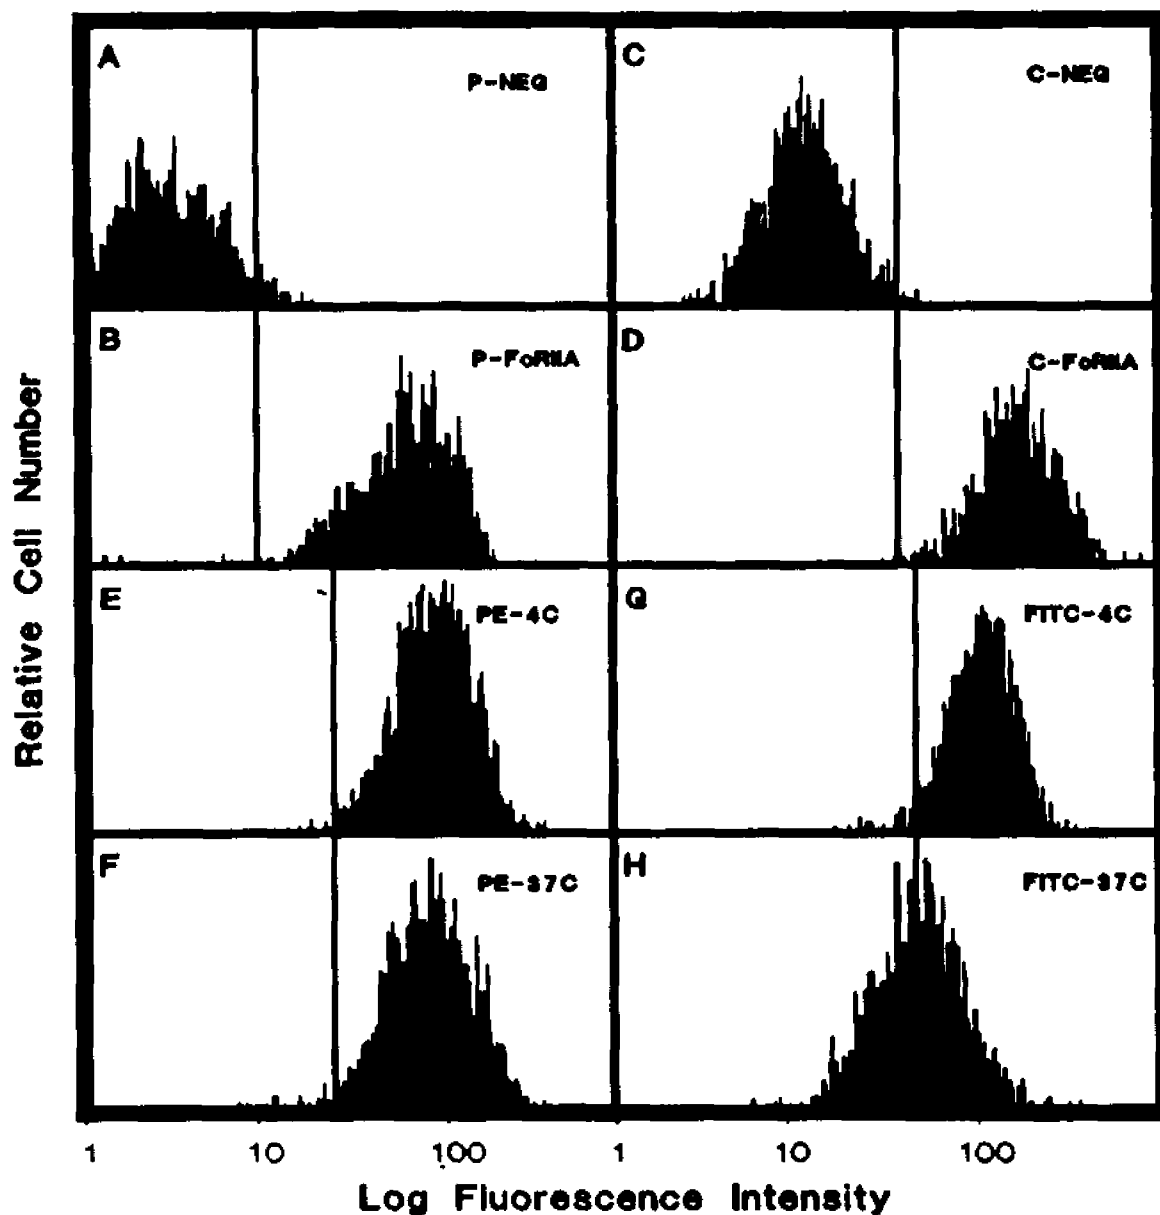 A
P-NEG
C
C-NEG
B
P-FcRIIA
D
C-FcRIIA
E
PE-4C
G
FITC-4C
F
PE-37C
H
FITC-37C
Relative Cell Number
1
10
100
1
10
100
Log Fluorescence Intensity